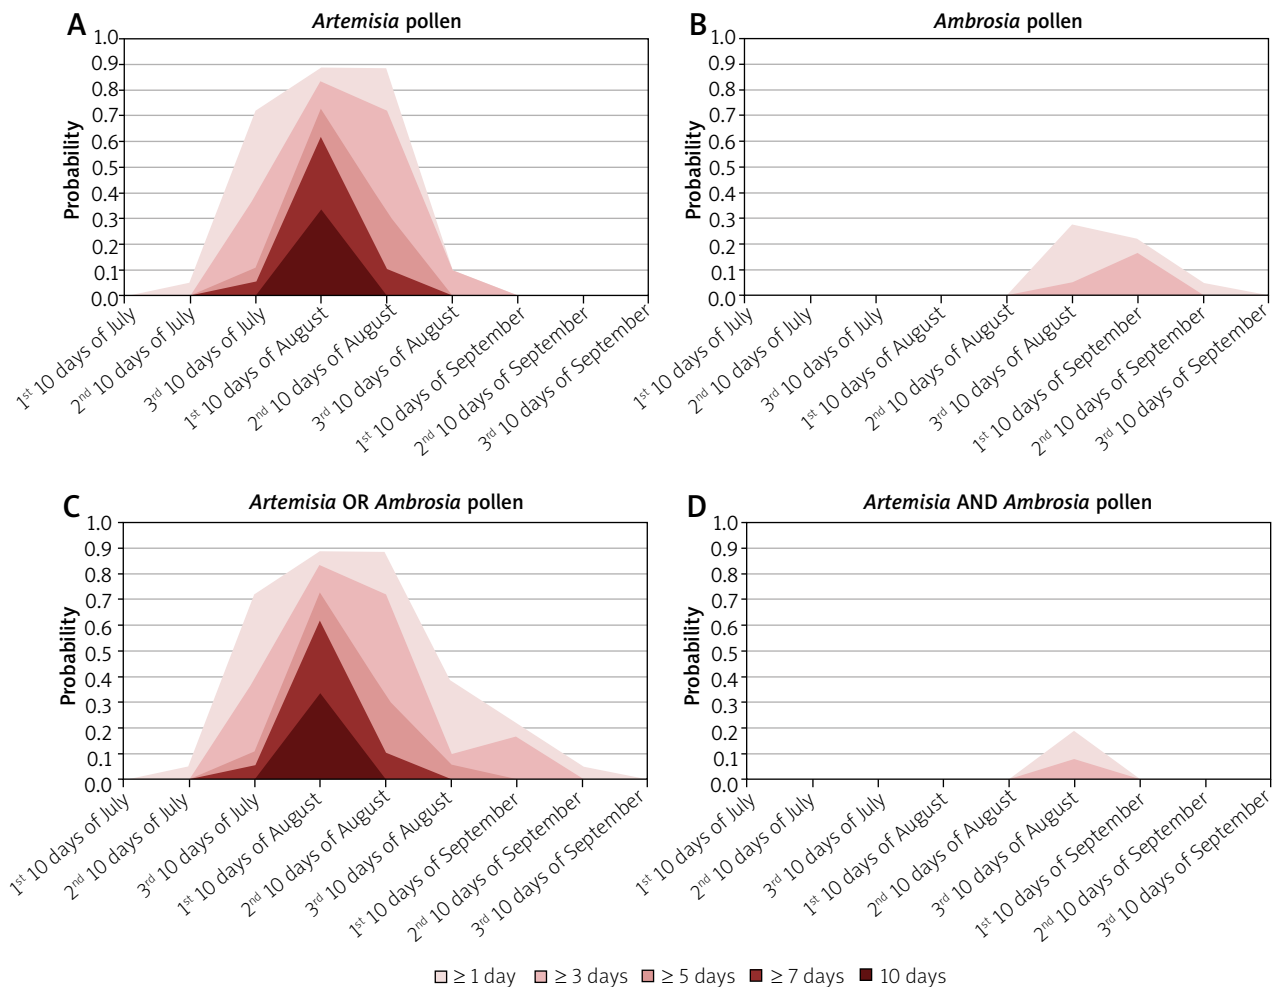 A
Artemisia pollen
Probability
1.0
0.9
0.8
0.7
0.6
0.5
0.4
0.3
0.2
0.1
0.0
1st 10 days of July
2nd 10 days of July
3rd 10 days of July
1st 10 days of August
2nd 10 days of August
3rd 10 days of August
1st 10 days of September
2nd 10 days of September
3rd 10 days of September
B
Ambrosia pollen
Probability
1.0
0.9
0.8
0.7
0.6
0.5
0.4
0.3
0.2
0.1
0.0
1st 10 days of July
2nd 10 days of July
3rd 10 days of July
1st 10 days of August
2nd 10 days of August
3rd 10 days of August
1st 10 days of September
2nd 10 days of September
3rd 10 days of September
C
Artemisia OR Ambrosia pollen
Probability
1.0
0.9
0.8
0.7
0.6
0.5
0.4
0.3
0.2
0.1
0.0
1st 10 days of July
2nd 10 days of July
3rd 10 days of July
1st 10 days of August
2nd 10 days of August
3rd 10 days of August
1st 10 days of September
2nd 10 days of September
3rd 10 days of September
D
Artemisia AND Ambrosia pollen
Probability
1.0
0.9
0.8
0.7
0.6
0.5
0.4
0.3
0.2
0.1
0.0
1st 10 days of July
2nd 10 days of July
3rd 10 days of July
1st 10 days of August
2nd 10 days of August
3rd 10 days of August
1st 10 days of September
2nd 10 days of September
3rd 10 days of September
≥ 1 day ≥ 3 days ≥ 5 days ≥ 7 days 10 days